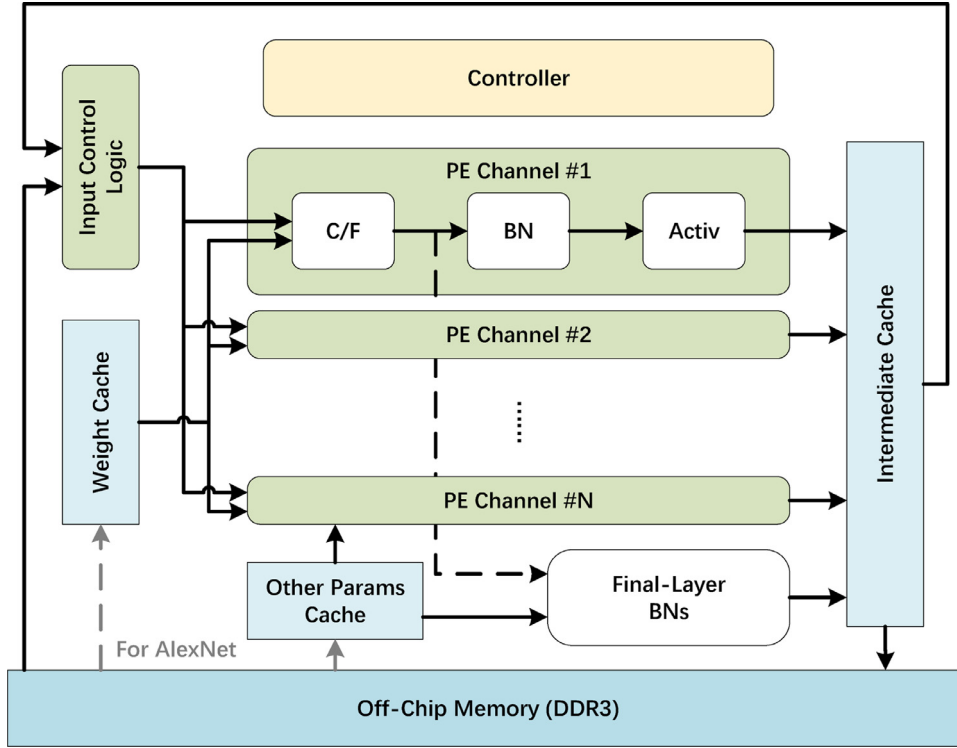 Controller
Input Control
Logic
PE Channel #1
C/F
BN
Activ
PE Channel #2
Weight Cache
Intermediate Cache
PE Channel #N
Other Params
Cache
Final-Layer
BNs
For AlexNet
Off-Chip Memory (DDR3)